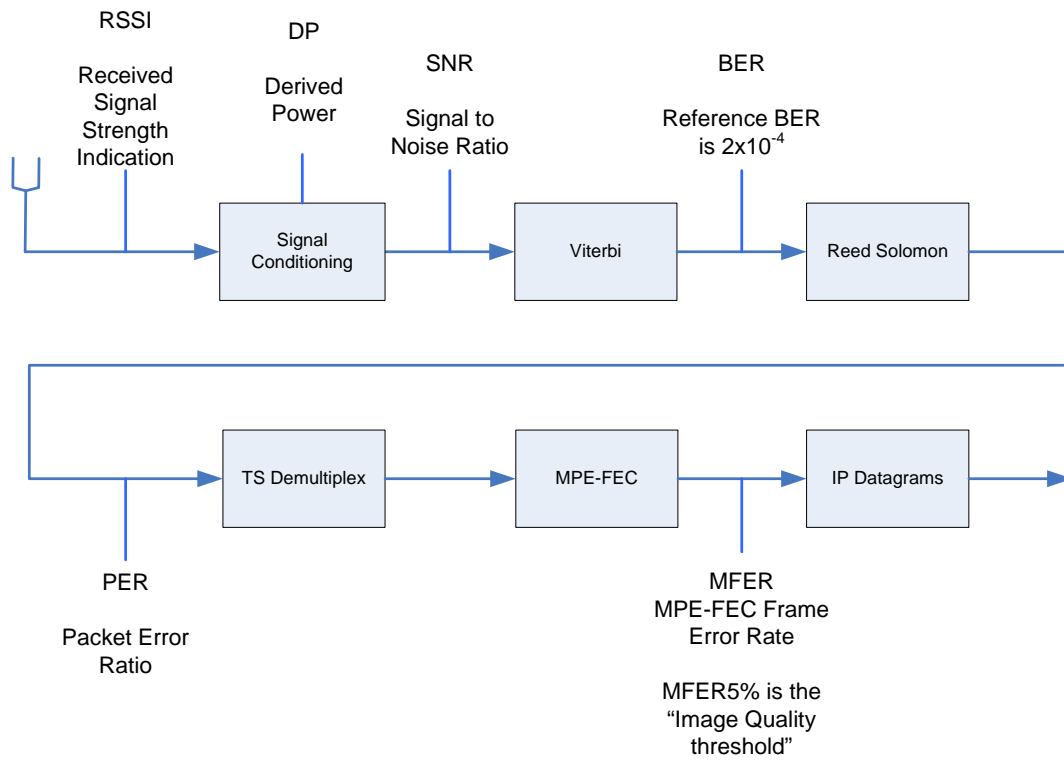 RSSI
Received
Signal
Strength
Indication
DP
Derived
Power
SNR
Signal to
Noise Ratio
BER
Reference BER
is 2x10⁻⁴
Signal
Conditioning
Viterbi
Reed Solomon
TS Demultiplex
MPE-FEC
IP Datagrams
PER
Packet Error
Ratio
MFER
MPE-FEC Frame
Error Rate
MFER5% is the
“Image Quality
threshold”